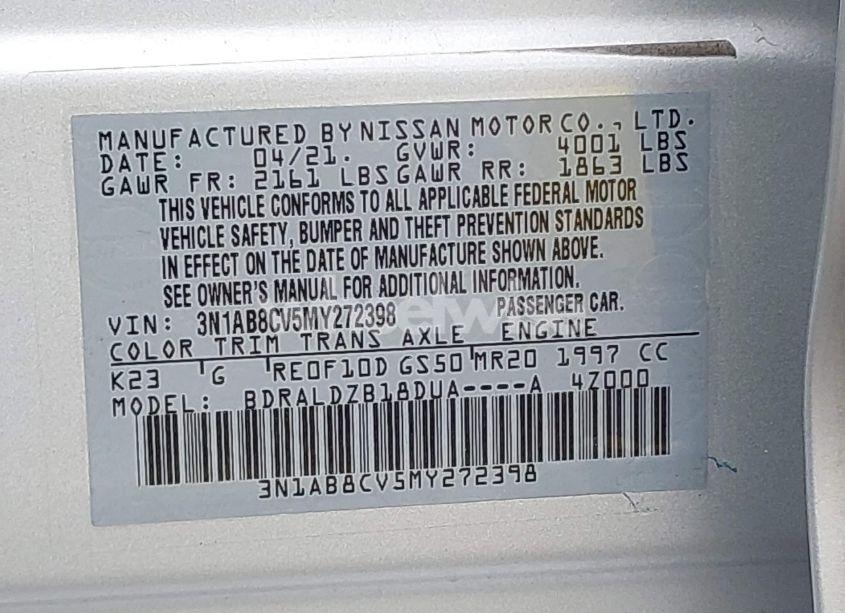 MANUFACTURED BY NISSAN MOTOR CO., LTD.
DATE: 04/21. GVWR: 4001 LBS
GAWR FR: 2161 LBS GAWR RR: 1863 LBS
THIS VEHICLE CONFORMS TO ALL APPLICABLE FEDERAL MOTOR
VEHICLE SAFETY, BUMPER AND THEFT PREVENTION STANDARDS
IN EFFECT ON THE DATE OF MANUFACTURE SHOWN ABOVE.
SEE OWNER'S MANUAL FOR ADDITIONAL INFORMATION.
VIN: 3N1AB8CV5MY272398 PASSENGER CAR.
COLOR TRIM TRANS AXLE ENGINE
K23 G RE0F10D GS50 MR20 1997 CC
MODEL: BDRALDZB18DUA----A 4Z000
3N1AB8CV5MY272398